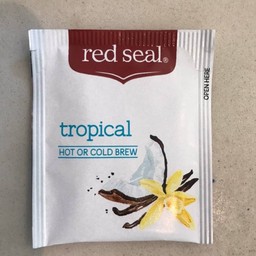 red seal®
OPEN HERE
tropical
HOT OR COLD BREW